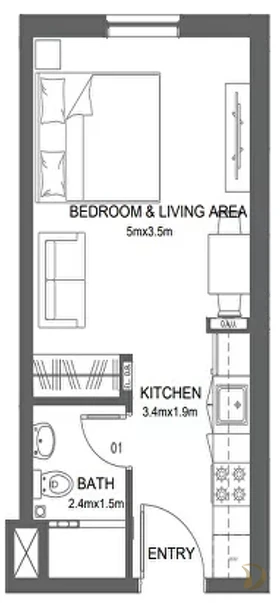 BEDROOM & LIVING AREA
5mx3.5m
KITCHEN
3.4mx1.9m
01
BATH
2.4mx1.5m
ENTRY